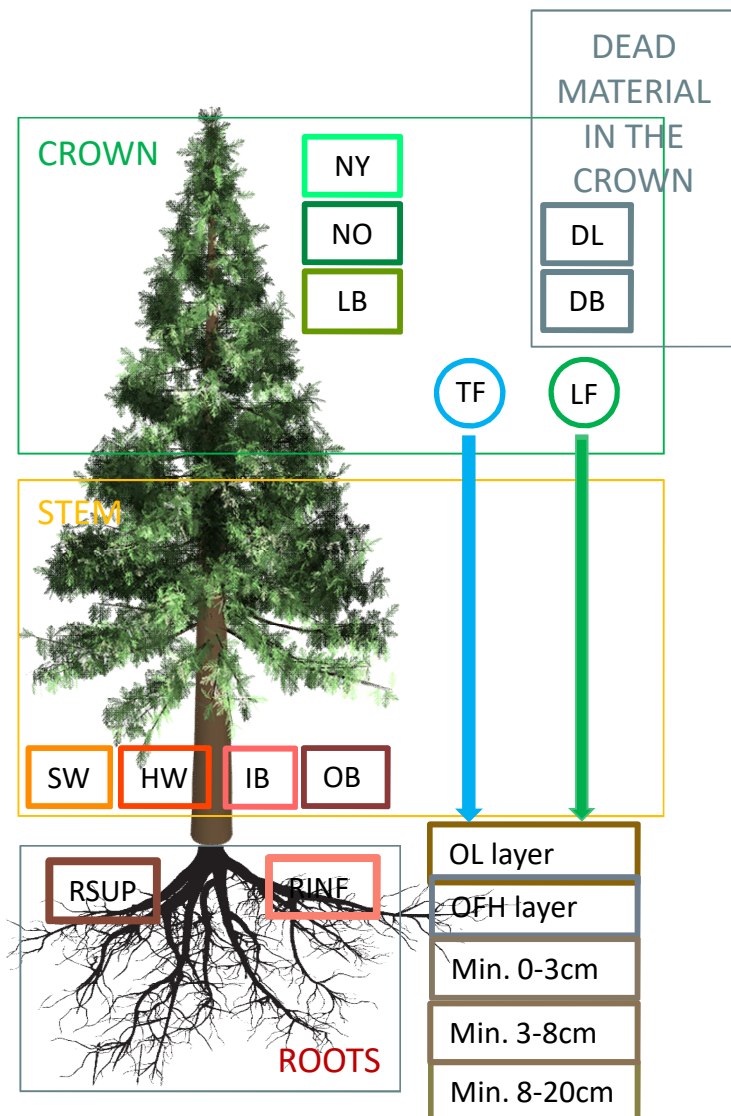 DEAD
MATERIAL
IN THE
CROWN
CROWN
NY
NO
LB
DL
DB
TF
LF
STEM
SW
HW
IB
OB
RSUP
RINF
OL layer
OFH layer
Min. 0-3cm
Min. 3-8cm
Min. 8-20cm
ROOTS